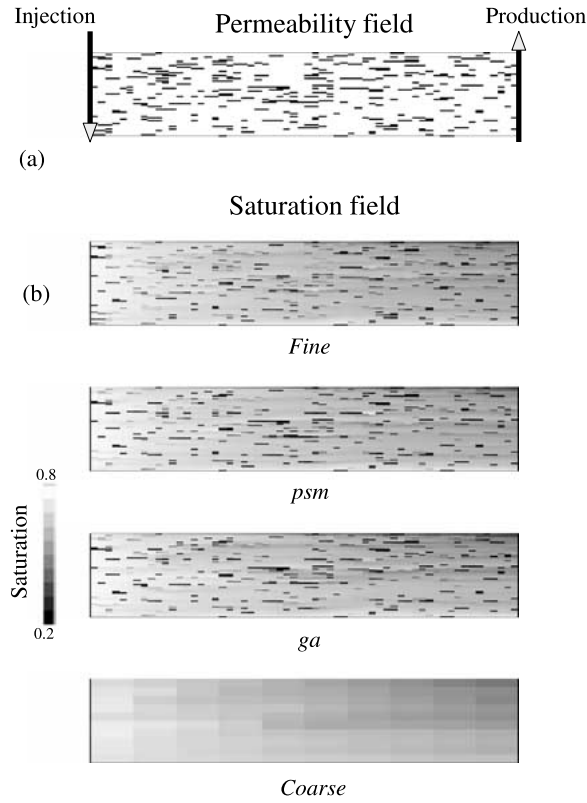 Injection
Permeability field
Production
(a)
Saturation field
(b)
Fine
psm
0.8
Saturation
0.2
ga
Coarse